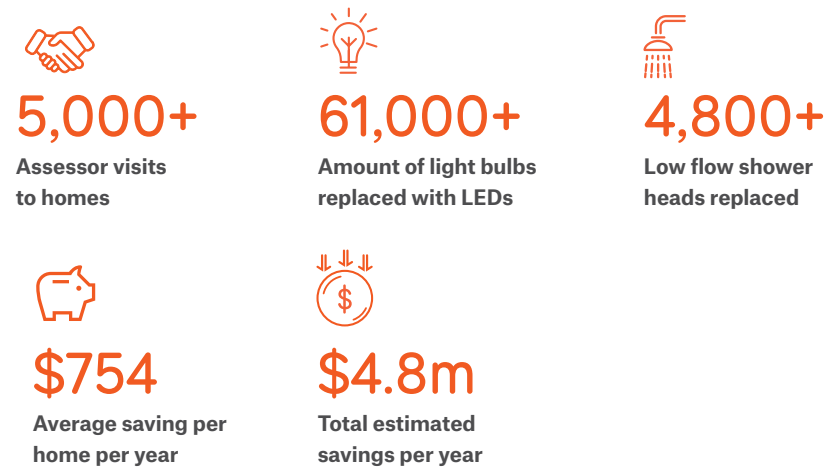 5,000+
Assessor visits
to homes
61,000+
Amount of light bulbs
replaced with LEDs
4,800+
Low flow shower
heads replaced
$754
Average saving per
home per year
$
$4.8m
Total estimated
savings per year